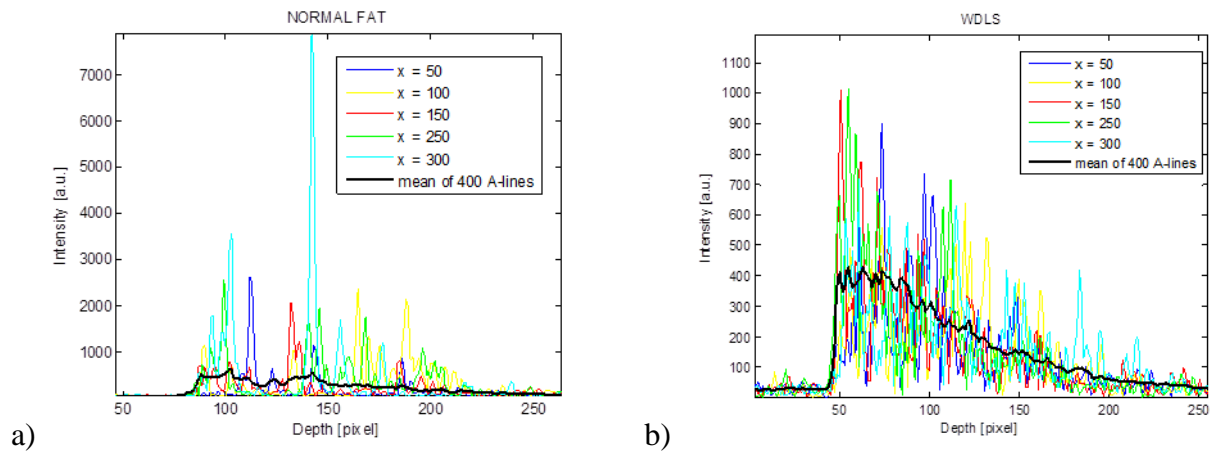 NORMAL FAT
7000
6000
5000
4000
3000
2000
1000
Intensity [a.u.]
x = 50
x = 100
x = 150
x = 250
x = 300
mean of 400 A-lines
50
100
150
200
250
Depth [pixel]
a)
WDLS
1100
1000
900
800
700
600
500
400
300
200
100
Intensity [a.u.]
x = 50
x = 100
x = 150
x = 250
x = 300
mean of 400 A-lines
50
100
150
200
250
Depth [pixel]
b)